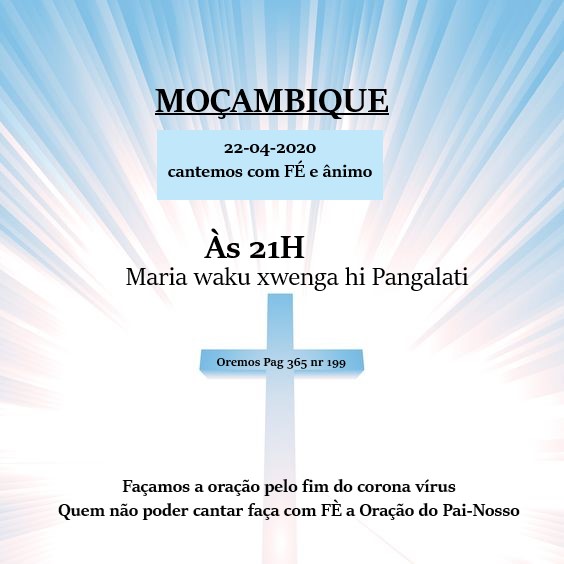 MOÇAMBIQUE
22-04-2020
cantemos com FÉ e ânimo
Às 21H
Maria waku xwenga hi Pangalati
Oremos Pag 365 nr 199
Façamos a oração pelo fim do corona vírus
Quem não poder cantar faça com FÈ a Oração do Pai-Nosso